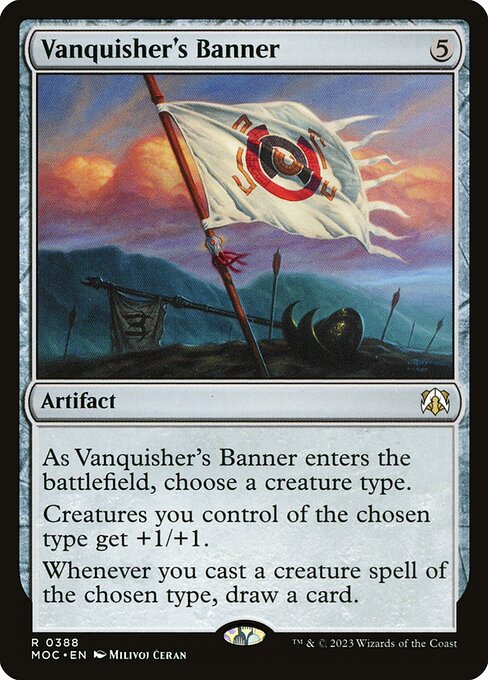 Vanquisher's Banner 5
Artifact
As Vanquisher's Banner enters the
battlefield, choose a creature type.
Creatures you control of the chosen
type get +1/+1.
Whenever you cast a creature spell of
the chosen type, draw a card.
R 0388
MOC • EN Milivoj Ceran
™ & © 2023 Wizards of the Coast